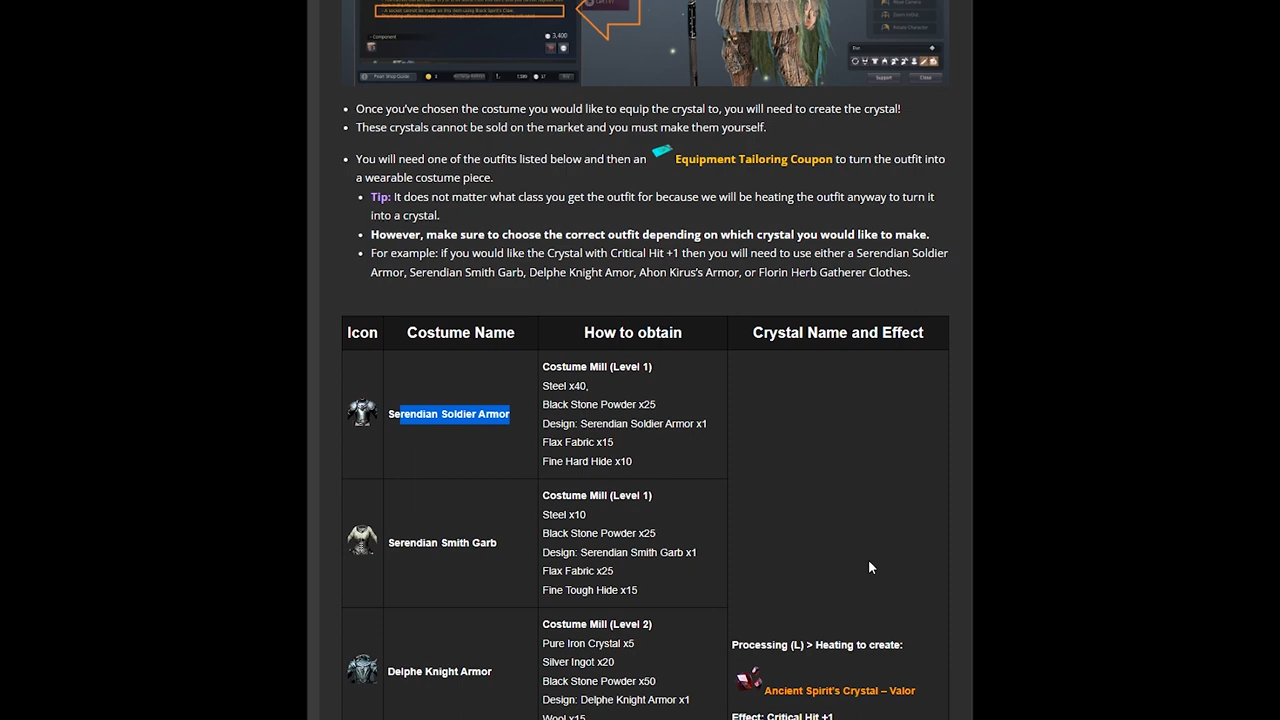 Component
3,400
Pearl Shop Guide
Support
Close
Once you've chosen the costume you would like to equip the crystal to, you will need to create the crystal!
These crystals cannot be sold on the market and you must make them yourself.
You will need one of the outfits listed below and then an Equipment Tailoring Coupon to turn the outfit into
a wearable costume piece.
Tip: It does not matter what class you get the outfit for because we will be heating the outfit anyway to turn it
into a crystal.
However, make sure to choose the correct outfit depending on which crystal you would like to make.
For example: if you would like the Crystal with Critical Hit +1 then you will need to use either a Serendian Soldier
Armor, Serendian Smith Garb, Delphe Knight Amor, Ahon Kirus's Armor, or Florin Herb Gatherer Clothes.
Icon Costume Name How to obtain Crystal Name and Effect
Serendian Soldier Armor
Costume Mill (Level 1)
Steel x40,
Black Stone Powder x25
Design: Serendian Soldier Armor x1
Flax Fabric x15
Fine Hard Hide x10
Serendian Smith Garb
Costume Mill (Level 1)
Steel x10
Black Stone Powder x25
Design: Serendian Smith Garb x1
Flax Fabric x25
Fine Tough Hide x15
Delphe Knight Armor
Costume Mill (Level 2)
Pure Iron Crystal x5
Silver Ingot x20
Black Stone Powder x50
Design: Delphe Knight Armor x1
Wool x15
Processing (L) > Heating to create:
Ancient Spirit's Crystal – Valor
Effect: Critical Hit +1